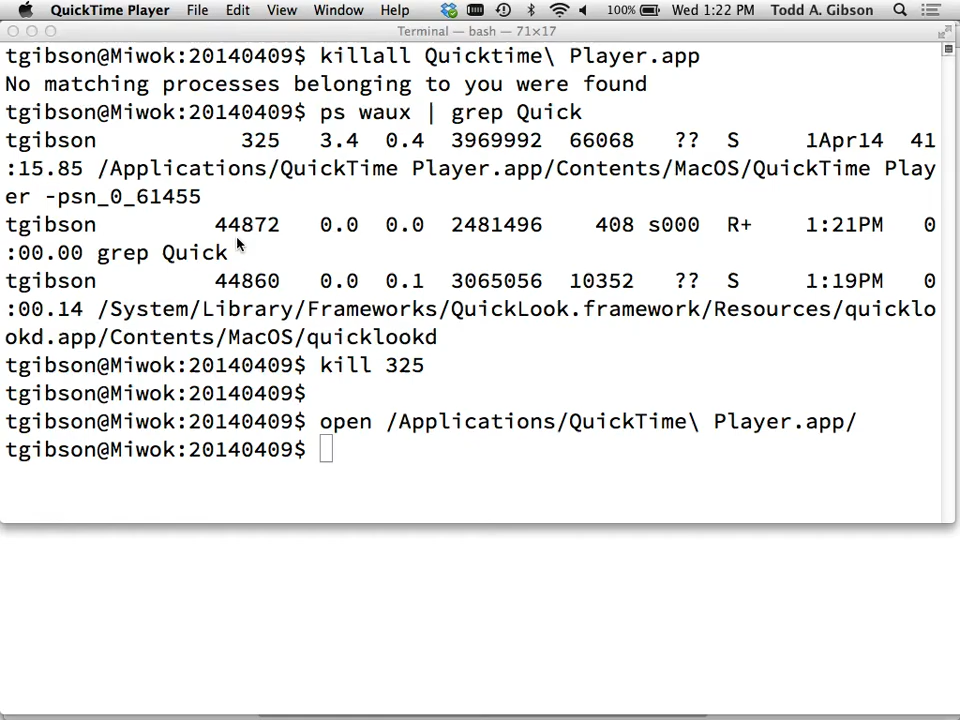 QuickTime Player File Edit View Window Help 100% Wed 1:22 PM Todd A. Gibson
Terminal — bash — 71×17
tgibson@Miwok:20140409$ killall Quicktime\ Player.app
No matching processes belonging to you were found
tgibson@Miwok:20140409$ ps waux | grep Quick
tgibson 325 3.4 0.4 3969992 66068 ?? S 1Apr14 41
:15.85 /Applications/QuickTime Player.app/Contents/MacOS/QuickTime Play
er -psn_0_61455
tgibson 44872 0.0 0.0 2481496 408 s000 R+ 1:21PM 0
:00.00 grep Quick
tgibson 44860 0.0 0.1 3065056 10352 ?? S 1:19PM 0
:00.14 /System/Library/Frameworks/QuickLook.framework/Resources/quicklo
okd.app/Contents/MacOS/quicklookd
tgibson@Miwok:20140409$ kill 325
tgibson@Miwok:20140409$
tgibson@Miwok:20140409$ open /Applications/QuickTime\ Player.app/
tgibson@Miwok:20140409$